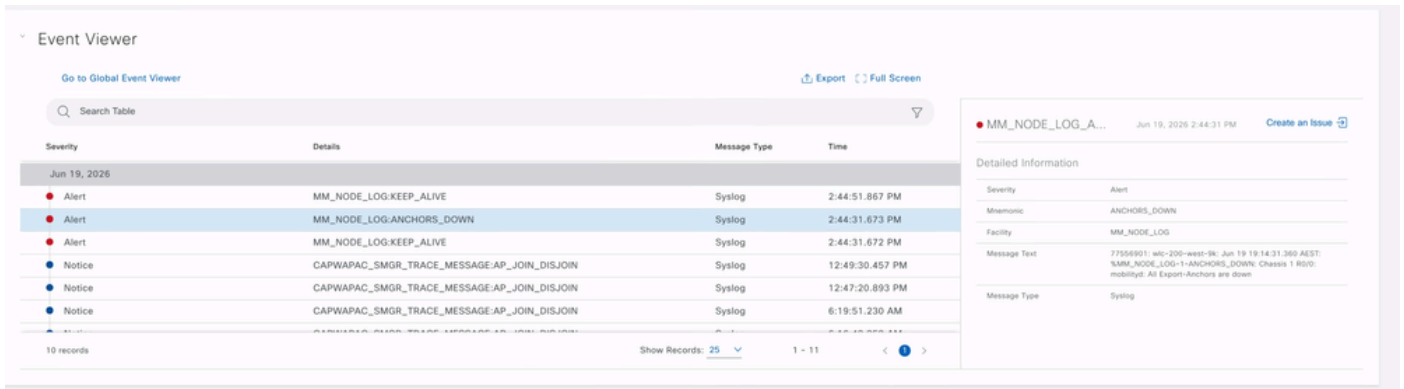 Event Viewer
Go to Global Event Viewer
Export Full Screen
Search Table
Severity Details Message Type Time
Jun 19, 2026
Alert MM_NODE_LOG:KEEP_ALIVE Syslog 2:44:51.867 PM
Alert MM_NODE_LOG:ANCHORS_DOWN Syslog 2:44:31.673 PM
Alert MM_NODE_LOG:KEEP_ALIVE Syslog 2:44:31.672 PM
Notice CAPWAPAC_SMGR_TRACE_MESSAGE:AP_JOIN_DISJOIN Syslog 12:49:30.457 PM
Notice CAPWAPAC_SMGR_TRACE_MESSAGE:AP_JOIN_DISJOIN Syslog 12:47:20.893 PM
Notice CAPWAPAC_SMGR_TRACE_MESSAGE:AP_JOIN_DISJOIN Syslog 6:19:51.230 AM
10 records Show Records: 25 1 - 11 1
MM_NODE_LOG_A... Jun 19, 2026 2:44:31 PM Create an Issue
Detailed Information
Severity Alert
Mnemonic ANCHORS_DOWN
Facility MM_NODE_LOG
Message Text 77556901: wlc-200-west-9k: Jun 19 19:14:31.360 AEST:
%MM_NODE_LOG-1-ANCHORS_DOWN: Chassis 1 R0/0:
mobilityd: All Export-Anchors are down
Message Type Syslog